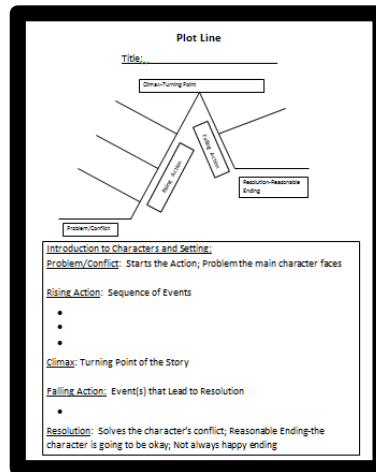 Plot Line
Title:
Climax-Turning Point
Rising Action
Falling Action
Resolution-Reasonable
Ending
Problem/Conflict
Introduction to Characters and Setting:
Problem/Conflict: Starts the Action; Problem the main character faces
Rising Action: Sequence of Events
•
•
•
Climax: Turning Point of the Story
Falling Action: Event(s) that Lead to Resolution
•
Resolution: Solves the character's conflict; Reasonable Ending-the
character is going to be okay; Not always happy ending